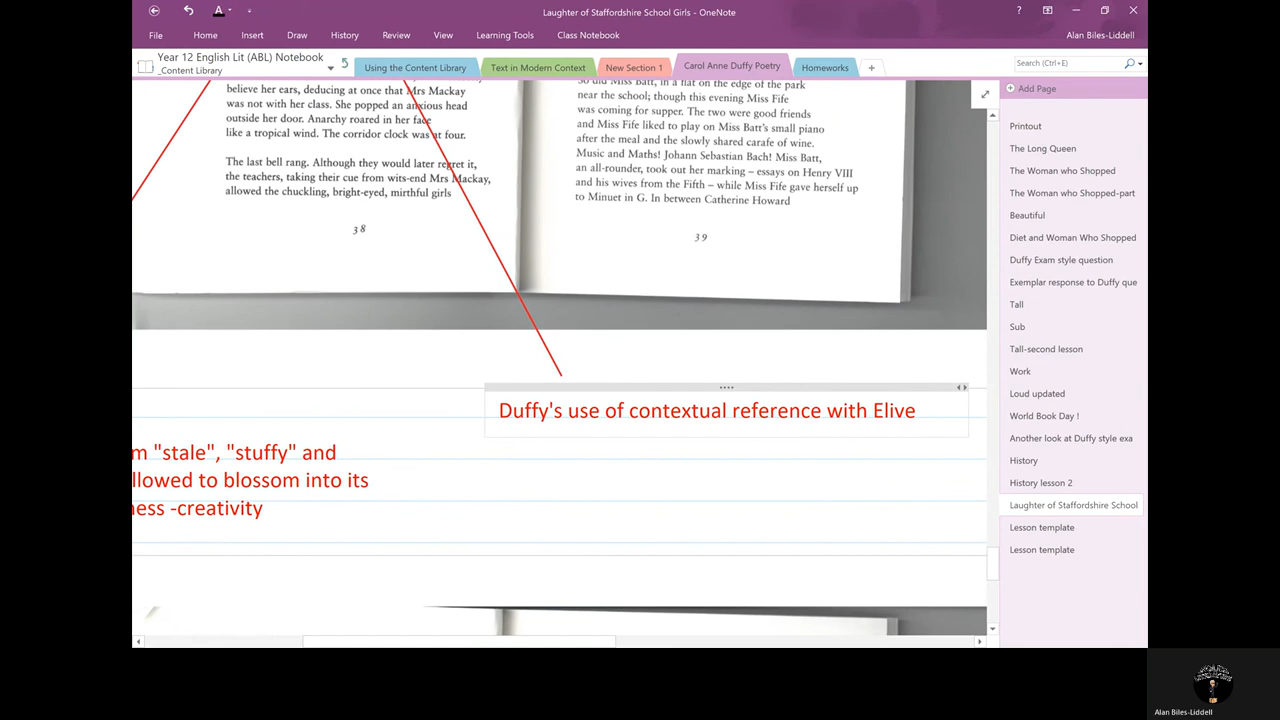 Laughter of Staffordshire School Girls - OneNote
?
A
File
Home
Insert
Draw
History
Review
View
Learning Tools
Class Notebook
Alan Biles-Liddell
Year 12 English Lit (ABL) Notebook
_Content Library
Using the Content Library
Text in Modern Context
New Section 1
Carol Anne Duffy Poetry
Homeworks
+
Search (Ctrl+E)
believe her ears, deducing at once that Mrs Mackay
was not with her class. She popped an anxious head
outside her door. Anarchy roared in her face
like a tropical wind. The corridor clock was at four.
The last bell rang. Although they would later regret it,
the teachers, taking their cue from wits-end Mrs Mackay,
allowed the chuckling, bright-eyed, mirthful girls
38
So did Miss Batt, in a flat on the edge of the park
near the school; though this evening Miss Fife
was coming for supper. The two were good friends
and Miss Fife liked to play on Miss Batt's small piano
after the meal and the slowly shared carafe of wine.
Music and Maths! Johann Sebastian Bach! Miss Batt,
an all-rounder, took out her marking – essays on Henry VIII
and his wives from the Fifth – while Miss Fife gave herself up
to Minuet in G. In between Catherine Howard
39
Duffy's use of contextual reference with Elive
m "stale", "stuffy" and
llowed to blossom into its
ness -creativity
Add Page
Printout
The Long Queen
The Woman who Shopped
The Woman who Shopped-part
Beautiful
Diet and Woman Who Shopped
Duffy Exam style question
Exemplar response to Duffy que
Tall
Sub
Tall-second lesson
Work
Loud updated
World Book Day !
Another look at Duffy style exa
History
History lesson 2
Laughter of Staffordshire School
Lesson template
Lesson template
Alan Biles-Liddell